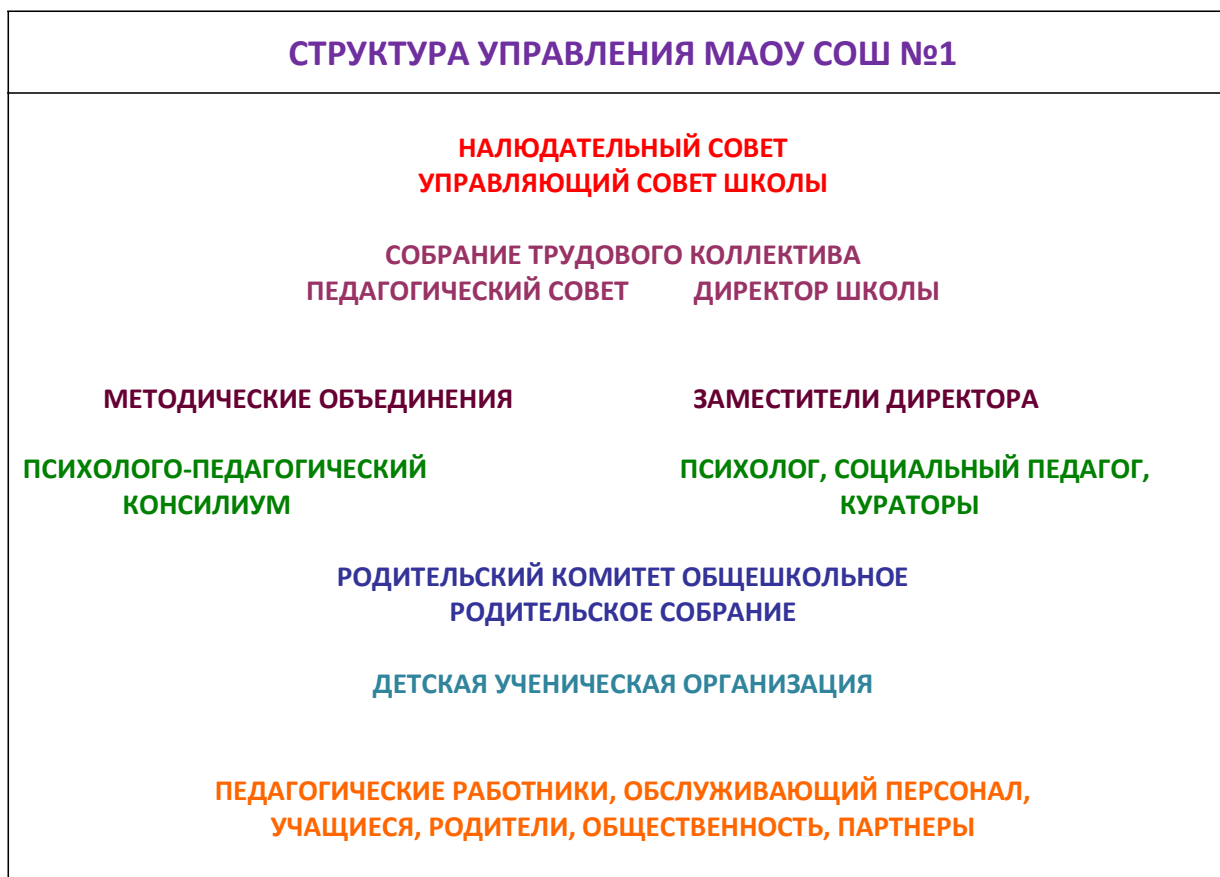 СТРУКТУРА УПРАВЛЕНИЯ МАОУ СОШ №1
НАЛЮДАТЕЛЬНЫЙ СОВЕТ
УПРАВЛЯЮЩИЙ СОВЕТ ШКОЛЫ
СОБРАНИЕ ТРУДОВОГО КОЛЛЕКТИВА
ПЕДАГОГИЧЕСКИЙ СОВЕТ ДИРЕКТОР ШКОЛЫ
МЕТОДИЧЕСКИЕ ОБЪЕДИНЕНИЯ ЗАМЕСТИТЕЛИ ДИРЕКТОРА
ПСИХОЛОГО-ПЕДАГОГИЧЕСКИЙ
КОНСИЛИУМ
ПСИХОЛОГ, СОЦИАЛЬНЫЙ ПЕДАГОГ,
КУРАТОРЫ
РОДИТЕЛЬСКИЙ КОМИТЕТ ОБЩЕШКОЛЬНОЕ
РОДИТЕЛЬСКОЕ СОБРАНИЕ
ДЕТСКАЯ УЧЕНИЧЕСКАЯ ОРГАНИЗАЦИЯ
ПЕДАГОГИЧЕСКИЕ РАБОТНИКИ, ОБСЛУЖИВАЮЩИЙ ПЕРСОНАЛ,
УЧАЩИЕСЯ, РОДИТЕЛИ, ОБЩЕСТВЕННОСТЬ, ПАРТНЕРЫ